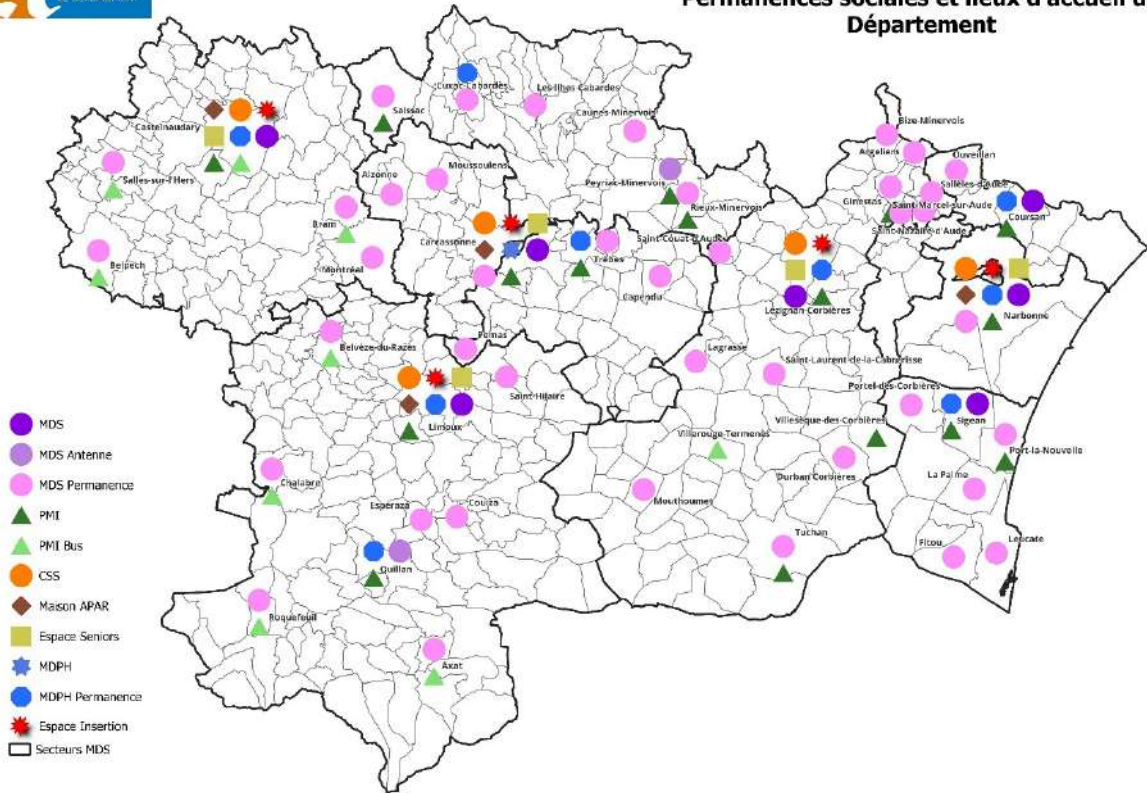 Permanences sociales et lieux d'accueil du
Département
Cuxac-Cabardès
Les Ilhes Cabardes
Saissac
Caunes-Minervois
Bize-Minervois
Castelnaudary
Argeliers
Ouveillan
Moussoulens
Salles-sur-l'Hers
Alzonne
Peyriac-Minervois
Sallèles-d'Aude
Ginestas
Saint-Marcel-sur-Aude
Rieux-Minervois
Coursan
Bram
Saint-Nazaire-d'Aude
Carcassonne
Saint-Couat-d'Aude
Belpech
Trèbes
Montréal
Capendu
Lézignan-Corbières
Narbonne
Belvèze-du-Razès
Pomas
Lagrasse
Saint-Laurent-de-la-Cabrerisse
Portel-des-Corbières
Saint-Hilaire
MDS
Limoux
Villesèque-des-Corbières
Sigean
MDS Antenne
Villerouge-Termenès
Port-la-Nouvelle
MDS Permanence
Chalabre
Durban Corbières
La Palme
PMI
Espéraza
Couiza
Mouthoumet
PMI Bus
Tuchan
Fitou
Leucate
CSS
Quillan
Maison APAR
Roquefeuil
Espace Seniors
MDPH
Axat
MDPH Permanence
Espace Insertion
Secteurs MDS